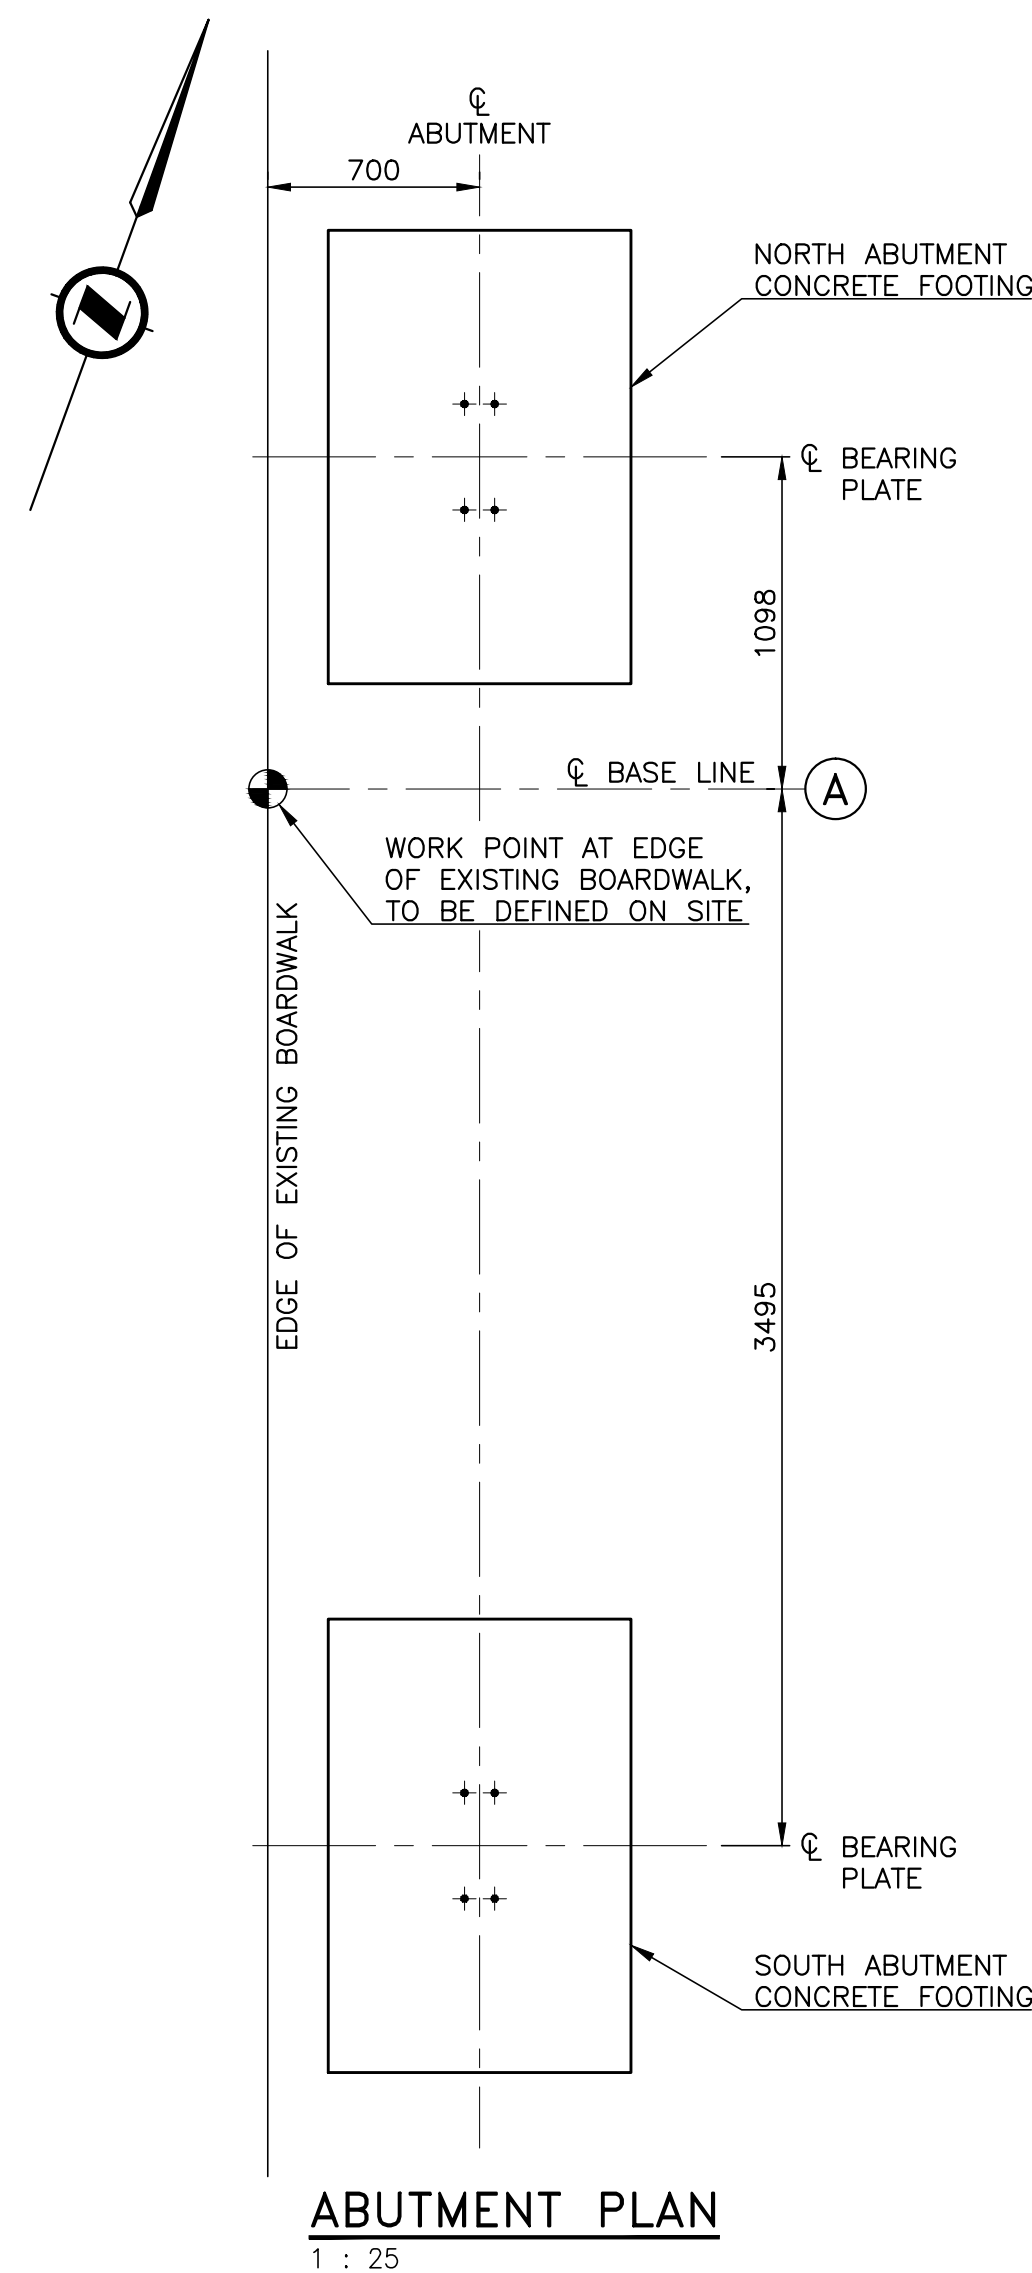 ℄
ABUTMENT
700
NORTH ABUTMENT
CONCRETE FOOTING
℄ BEARING
PLATE
1098
℄ BASE LINE
A
WORK POINT AT EDGE
OF EXISTING BOARDWALK,
TO BE DEFINED ON SITE
EDGE OF EXISTING BOARDWALK
3495
℄ BEARING
PLATE
SOUTH ABUTMENT
CONCRETE FOOTING
ABUTMENT PLAN
1 : 25
N